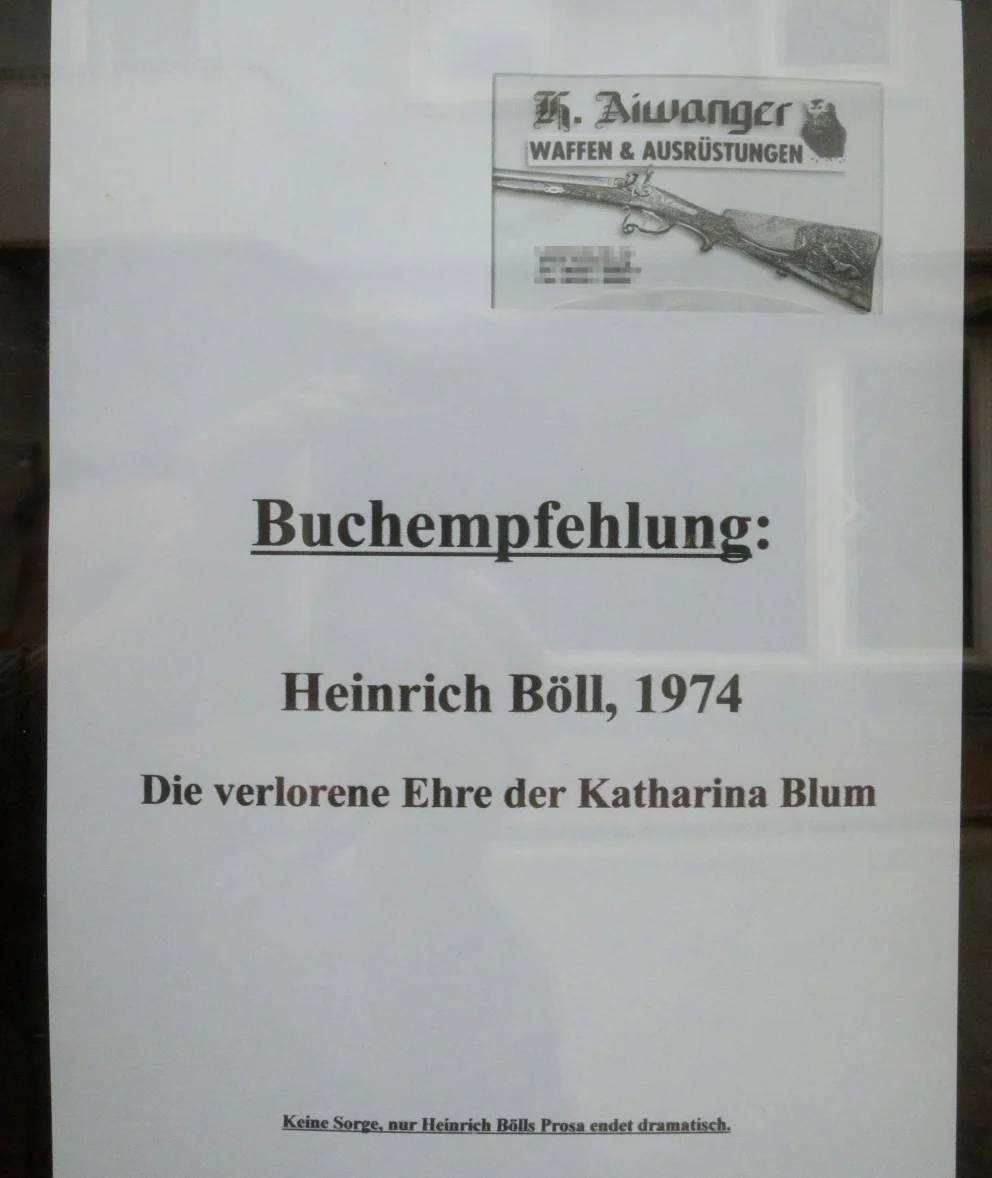 H. Aiwanger
WAFFEN & AUSRÜSTUNGEN
Buchempfehlung:
Heinrich Böll, 1974
Die verlorene Ehre der Katharina Blum
Keine Sorge, nur Heinrich Bölls Prosa endet dramatisch.